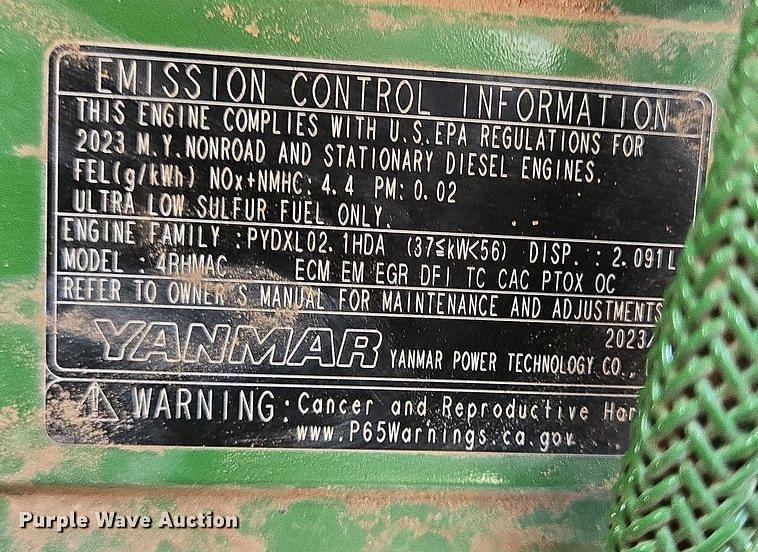 EMISSION CONTROL INFORMATION
THIS ENGINE COMPLIES WITH U.S.EPA REGULATIONS FOR
2023 M.Y.NONROAD AND STATIONARY DIESEL ENGINES.
FEL(g/kWh) NOx+NMHC: 4.4 PM: 0.02
ULTRA LOW SULFUR FUEL ONLY.
ENGINE FAMILY :PYDXL02.1HDA (37≦kW<56) DISP. : 2.091L
MODEL : 4RHMAC ECM EM EGR DFI TC CAC PTOX OC
REFER TO OWNER'S MANUAL FOR MAINTENANCE AND ADJUSTMENTS
2023/
YANMAR YANMAR POWER TECHNOLOGY CO.,
WARNING: Cancer and Reproductive Har
www.P65Warnings.ca.gov
Purple Wave Auction